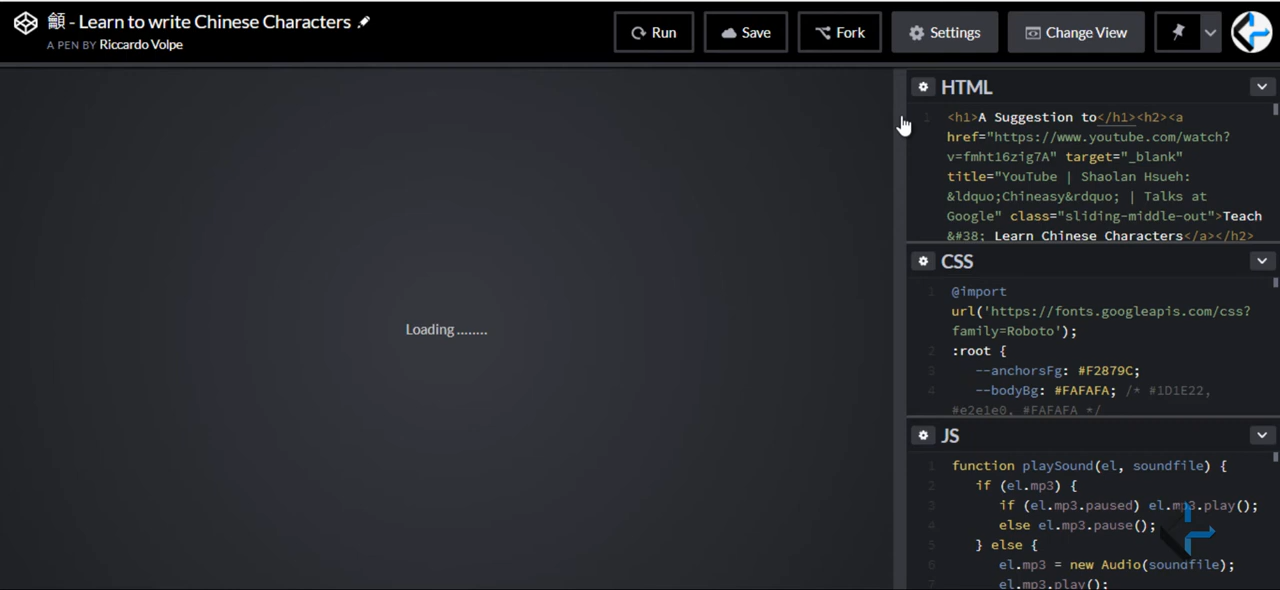 籲 - Learn to write Chinese Characters
A PEN BY Riccardo Volpe
Run
Save
Fork
Settings
Change View
HTML
1 <h1>A Suggestion to</h1><h2><a
href="https://www.youtube.com/watch?
v=fmht16zig7A" target="_blank"
title="YouTube | Shaolan Hsueh:
&ldquo;Chineasy&rdquo; | Talks at
Google" class="sliding-middle-out">Teach
&#38; Learn Chinese Characters</a></h2>
Loading ........
CSS
1 @import
url('https://fonts.googleapis.com/css?
family=Roboto');
2 :root {
3 --anchorsFg: #F2879C;
4 --bodyBg: #FAFAFA; /* #1D1E22,
#e2e1e0, #FAFAFA */
JS
1 function playSound(el, soundfile) {
2 if (el.mp3) {
3 if (el.mp3.paused) el.mp3.play();
4 else el.mp3.pause();
5 } else {
6 el.mp3 = new Audio(soundfile);
7 el.mp3.play();